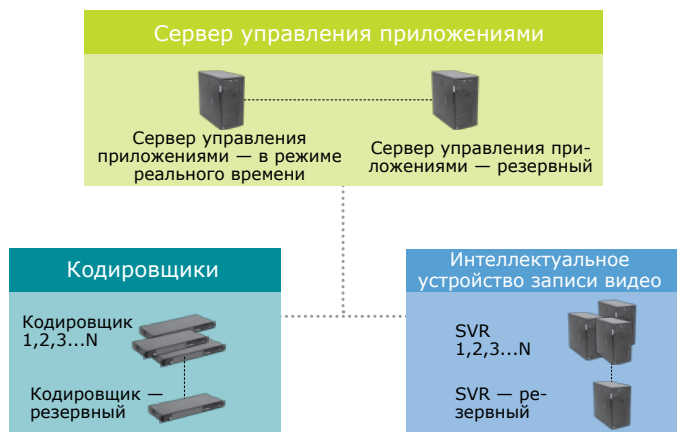 Сервер управления приложениями
Сервер управления
приложениями — в режиме
реального времени
Сервер управления при-
ложениями — резервный
Кодировщики
Кодировщик
1,2,3...N
Кодировщик —
резервный
Интеллектуальное
устройство записи видео
SVR
1,2,3...N
SVR — ре-
зервный